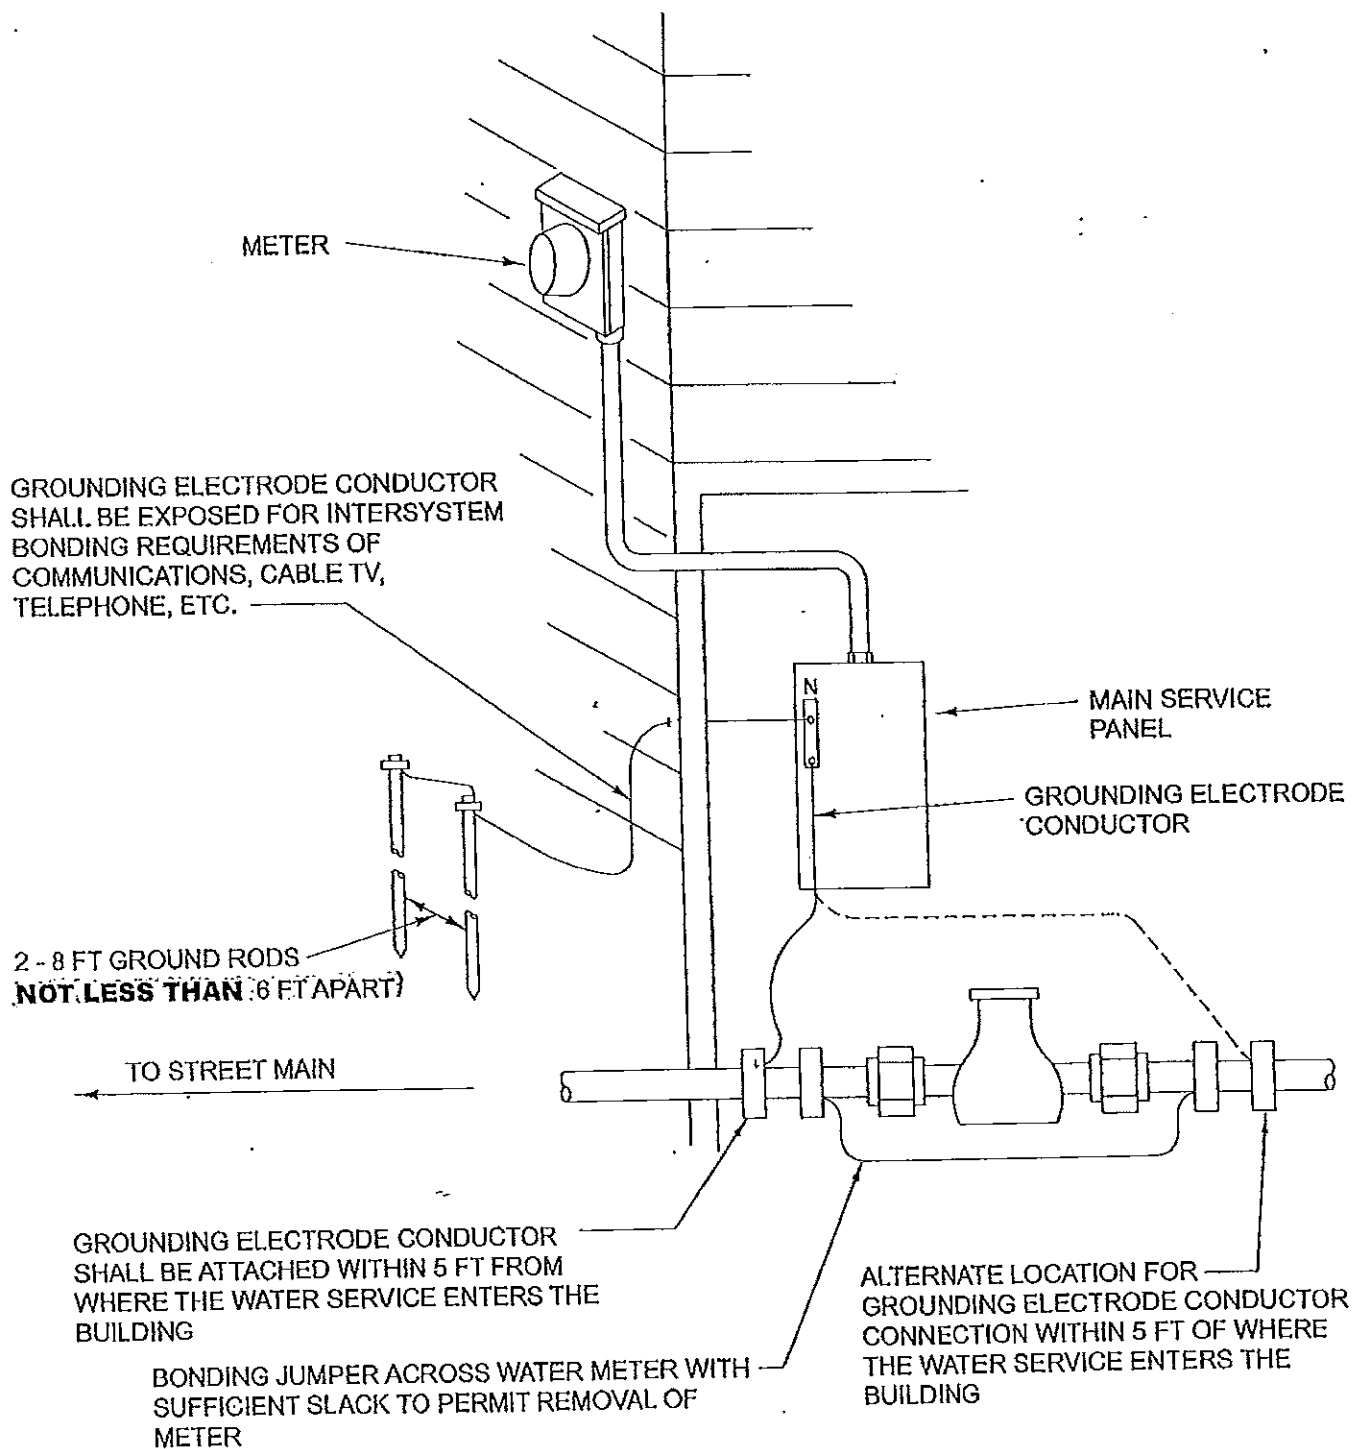 METER
GROUNDING ELECTRODE CONDUCTOR
SHALL BE EXPOSED FOR INTERSYSTEM
BONDING REQUIREMENTS OF
COMMUNICATIONS, CABLE TV,
TELEPHONE, ETC.
N
MAIN SERVICE
PANEL
GROUNDING ELECTRODE
CONDUCTOR
2 - 8 FT GROUND RODS
NOT LESS THAN 6 FT APART)
TO STREET MAIN
GROUNDING ELECTRODE CONDUCTOR
SHALL BE ATTACHED WITHIN 5 FT FROM
WHERE THE WATER SERVICE ENTERS THE
BUILDING
ALTERNATE LOCATION FOR
GROUNDING ELECTRODE CONDUCTOR
CONNECTION WITHIN 5 FT OF WHERE
THE WATER SERVICE ENTERS THE
BUILDING
BONDING JUMPER ACROSS WATER METER WITH
SUFFICIENT SLACK TO PERMIT REMOVAL OF
METER